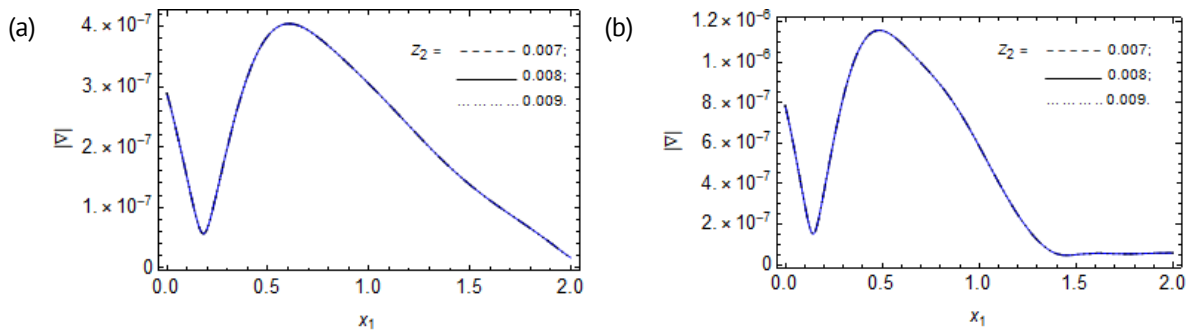 (a)
4. × 10⁻⁷
3. × 10⁻⁷
2. × 10⁻⁷
1. × 10⁻⁷
0
|∇|
z₂ = ------ 0.007;
—— 0.008;
........ 0.009.
0.0 0.5 1.0 1.5 2.0
x₁
(b)
1.2 × 10⁻⁶
1. × 10⁻⁶
8. × 10⁻⁷
6. × 10⁻⁷
4. × 10⁻⁷
2. × 10⁻⁷
0
|∇|
z₂ = ------ 0.007;
—— 0.008;
........ 0.009.
0.0 0.5 1.0 1.5 2.0
x₁